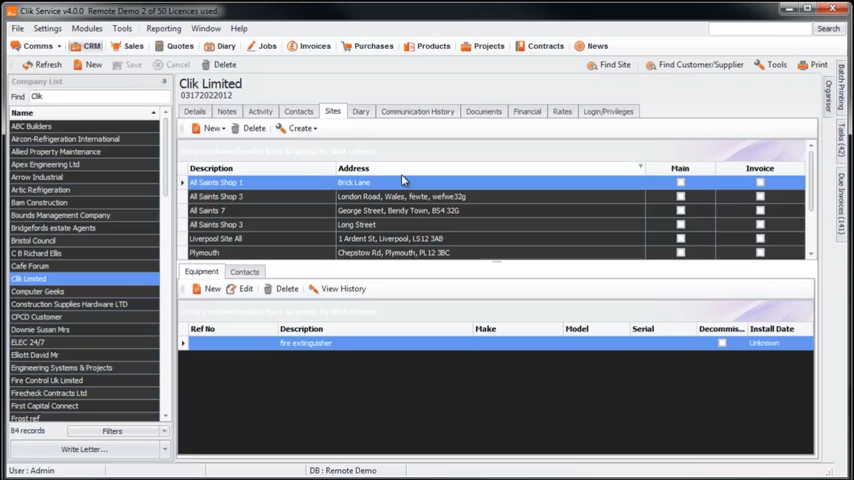 Clik Service v4.0.0  Remote Demo 2 of 50 Licences used.
File Settings Modules Tools Reporting Window Help Search
Comms CRM Sales Quotes Diary Jobs Invoices Purchases Products Projects Contracts News
Refresh New Save Cancel Delete Find Site Find Customer/Supplier Tools Print
Company List
Find Clik
Name
ABC Builders
Aircon-Refrigeration International
Allied Property Maintenance
Apex Engineering Ltd
Arrow Industrial
Artic Refrigeration
Bam Construction
Bounds Management Company
Bridgefords estate Agents
Bristol Council
C B Richard Ellis
Cafe Forum
Clik Limited
Computer Geeks
Construction Supplies Hardware LTD
CPCD Customer
Downie Susan Mrs
ELEC 24/7
Elliott David Mr
Engineering Systems & Projects
Fire Control Uk Limited
Firecheck Contracts Ltd
First Capital Connect
Frost ref
84 records Filters
Write Letter...
Clik Limited
03172022012
Details Notes Activity Contacts Sites Diary Communication History Documents Financial Rates Login/Privileges
New Delete Create
Description Address Main Invoice
All Saints Shop 1 Brick Lane
All Saints Shop 3 London Road, Wales, fewte, wefwe32g
All Saints 7 George Street, Bendy Town, BS4 32G
All Saints Shop 3 Long Street
Liverpool Site All 1 Ardent St, Liverpool, LS12 3AB
Plymouth Chepstow Rd, Plymouth, PL12 3BC
Equipment Contacts
New Edit Delete View History
Ref No Description Make Model Serial Decommis... Install Date
fire extinguisher Unknown
Organiser
Batch Printing
Tasks (42)
Due Invoices (141)
User : Admin DB : Remote Demo